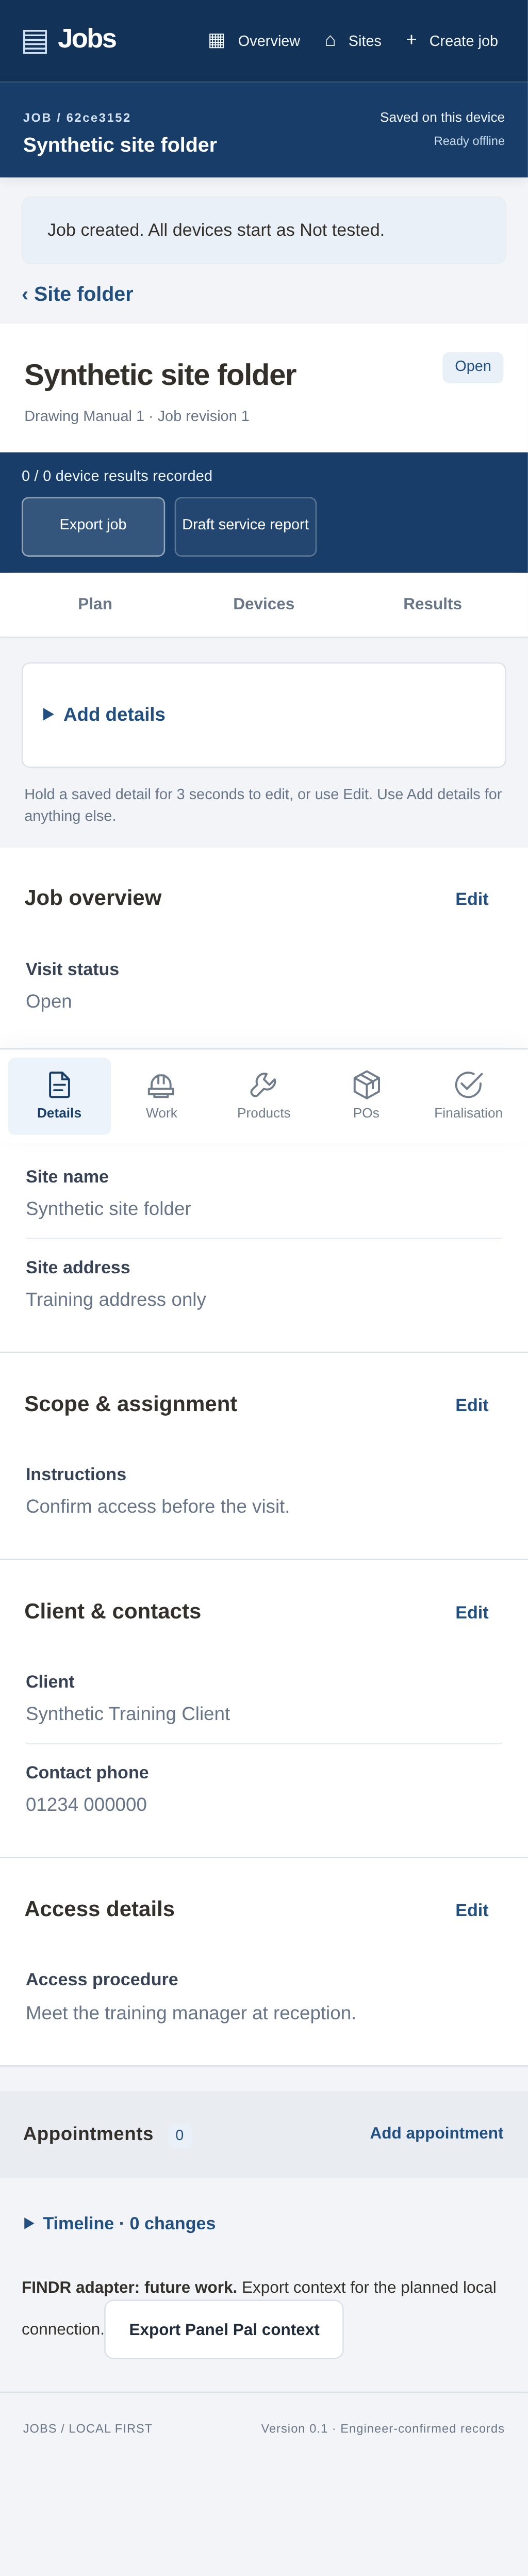 Jobs
Overview
Sites
+ Create job
JOB / 62ce3152
Saved on this device
Synthetic site folder
Ready offline
Job created. All devices start as Not tested.
‹ Site folder
Synthetic site folder
Open
Drawing Manual 1 · Job revision 1
0 / 0 device results recorded
Export job
Draft service report
Plan
Devices
Results
Add details
Hold a saved detail for 3 seconds to edit, or use Edit. Use Add details for
anything else.
Job overview
Edit
Visit status
Open
Details
Work
Products
POs
Finalisation
Site name
Synthetic site folder
Site address
Training address only
Scope & assignment
Edit
Instructions
Confirm access before the visit.
Client & contacts
Edit
Client
Synthetic Training Client
Contact phone
01234 000000
Access details
Edit
Access procedure
Meet the training manager at reception.
Appointments 0
Add appointment
Timeline · 0 changes
FINDR adapter: future work. Export context for the planned local
connection. Export Panel Pal context
JOBS / LOCAL FIRST
Version 0.1 · Engineer-confirmed records